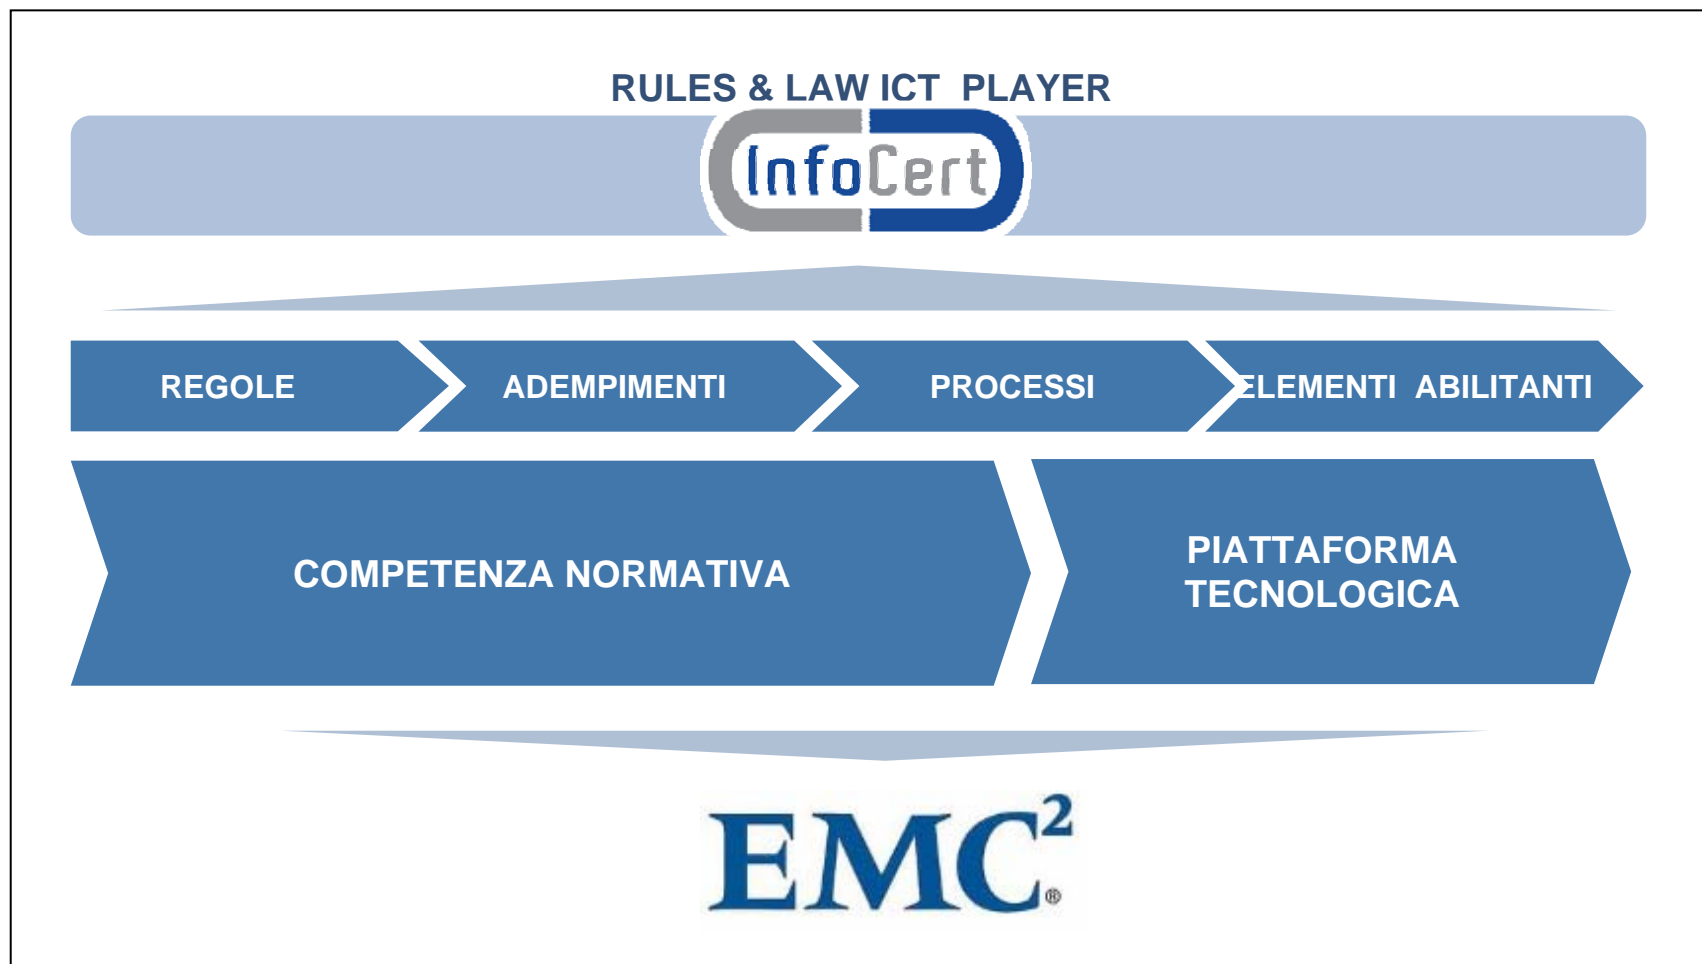 RULES & LAW ICT PLAYER
InfoCert
REGOLE
ADEMPIMENTI
PROCESSI
ELEMENTI ABILITANTI
COMPETENZA NORMATIVA
PIATTAFORMA
TECNOLOGICA
EMC²®